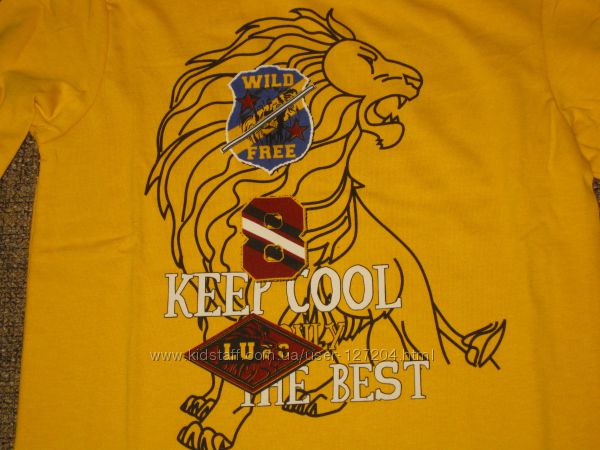 WILD
FREE
8
KEEP COOL
www.kidstaff.com.ua/user-127204.html
THE BEST